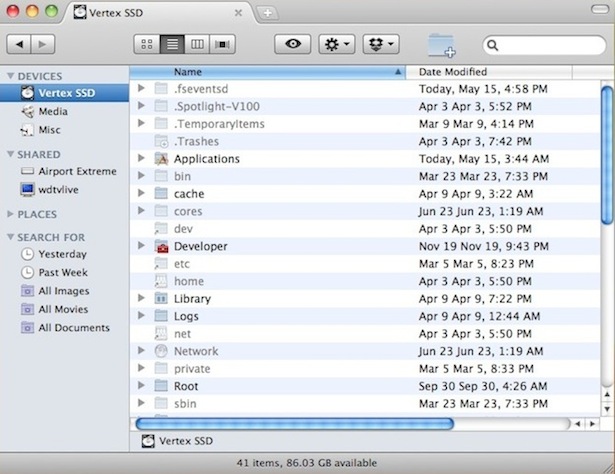 Vertex SSD
DEVICES
Vertex SSD
Media
Misc
SHARED
Airport Extreme
wdtvlive
PLACES
SEARCH FOR
Yesterday
Past Week
All Images
All Movies
All Documents
Name Date Modified
.fseventsd Today, May 15, 4:58 PM
.Spotlight-V100 Apr 3 Apr 3, 5:52 PM
.TemporaryItems Mar 9 Mar 9, 4:14 PM
.Trashes Apr 3 Apr 3, 7:42 PM
Applications Today, May 15, 3:44 AM
bin Mar 23 Mar 23, 7:33 PM
cache Apr 9 Apr 9, 3:22 AM
cores Jun 23 Jun 23, 1:19 AM
dev Apr 3 Apr 3, 5:50 PM
Developer Nov 19 Nov 19, 9:43 PM
etc Mar 5 Mar 5, 8:23 PM
home Apr 3 Apr 3, 5:50 PM
Library Apr 9 Apr 9, 7:22 PM
Logs Apr 9 Apr 9, 12:44 AM
net Apr 3 Apr 3, 5:50 PM
Network Jun 23 Jun 23, 1:19 AM
private Mar 5 Mar 5, 8:33 PM
Root Sep 30 Sep 30, 4:26 AM
sbin Mar 23 Mar 23, 7:33 PM
Vertex SSD
41 items, 86.03 GB available